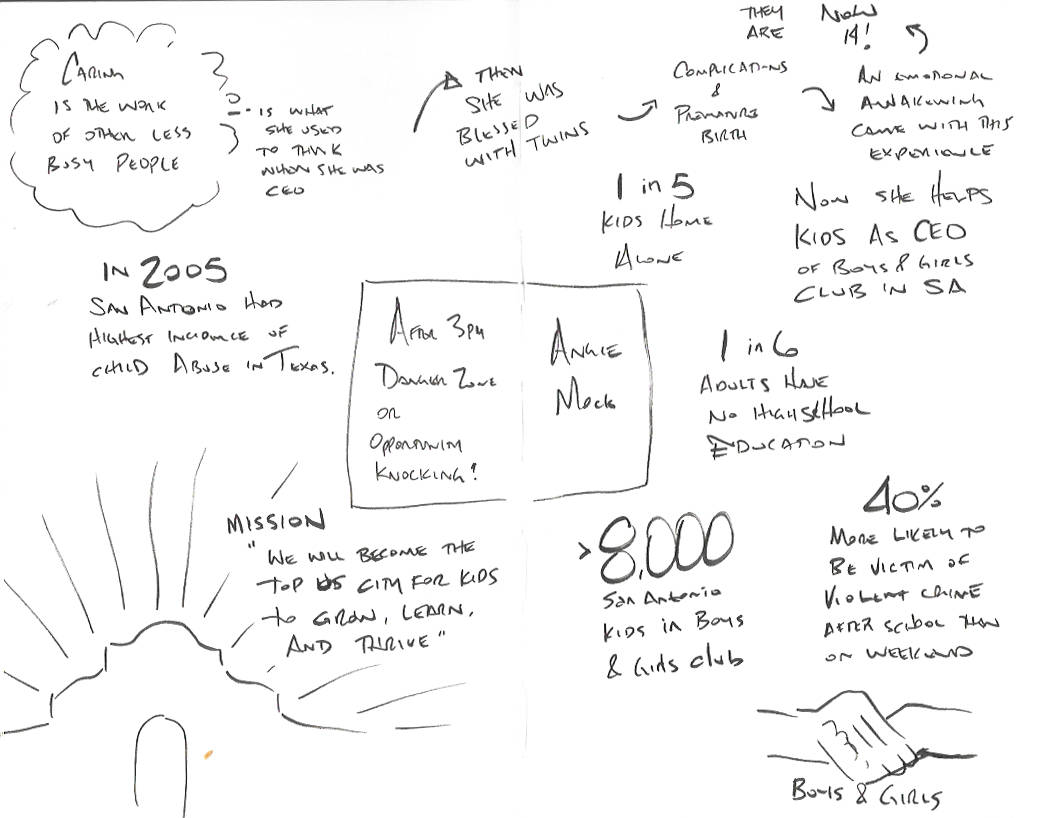 CARING
IS THE WORK
OF OTHER LESS
BUSY PEOPLE
IS WHAT
SHE USED
TO THINK
WHEN SHE WAS
CEO
THEN
SHE WAS
BLESSED
WITH TWINS
COMPLICATIONS
&
PREMATURE
BIRTH
AN EMOTIONAL
AWAKENING
CAME WITH THIS
EXPERIENCE
THEY
ARE
NOW
14!
NOW SHE HELPS
KIDS AS CEO
OF BOYS & GIRLS
CLUB IN SA
1 in 5
KIDS HOME
ALONE
IN 2005
SAN ANTONIO HAD
HIGHEST INCIDENCE OF
CHILD ABUSE IN TEXAS.
AFTER 3PM
DANGER ZONE
OR
OPPORTUNITY
KNOCKING!
ANGIE
MOCK
1 in 6
ADULTS HAVE
NO HIGHSCHOOL
EDUCATION
MISSION
"WE WILL BECOME THE
TOP US CITY FOR KIDS
TO GROW, LEARN,
AND THRIVE"
>8,000
San Antonio
KIDS in BOYS
& Girls club
40%
MORE LIKELY TO
BE VICTIM OF
VIOLENT CRIME
AFTER SCHOOL THAN
ON WEEKEND
BOYS & GIRLS